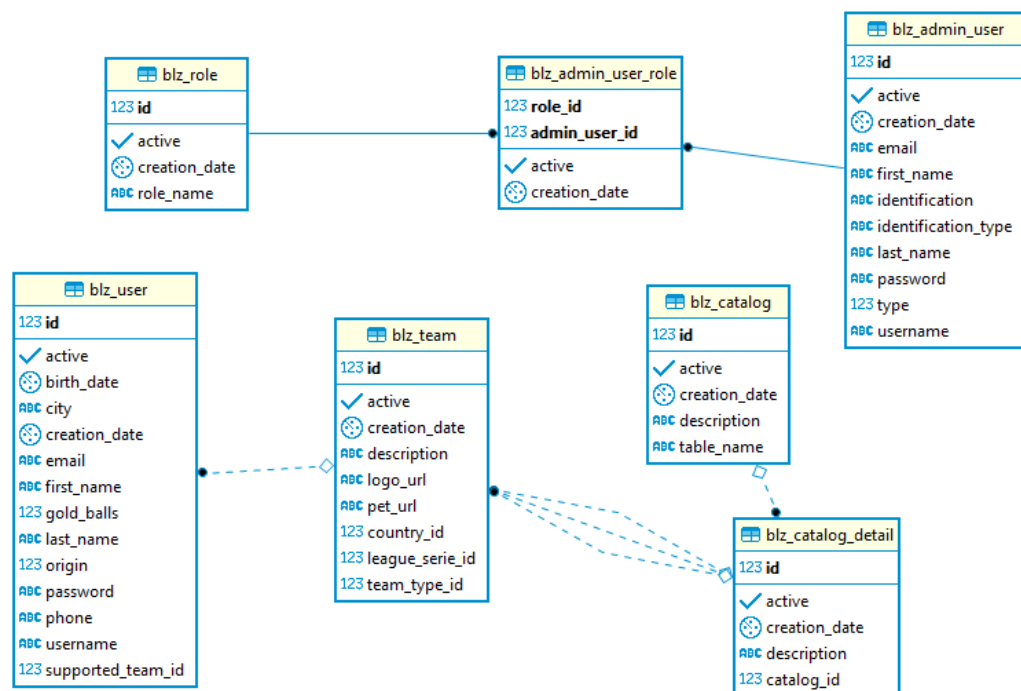 blz_role
123 id
active
creation_date
ABC role_name
blz_admin_user_role
123 role_id
123 admin_user_id
active
creation_date
blz_admin_user
123 id
active
creation_date
ABC email
ABC first_name
ABC identification
ABC identification_type
ABC last_name
ABC password
123 type
ABC username
blz_user
123 id
active
birth_date
ABC city
creation_date
ABC email
ABC first_name
123 gold_balls
ABC last_name
123 origin
ABC password
ABC phone
ABC username
123 supported_team_id
blz_team
123 id
active
creation_date
ABC description
ABC logo_url
ABC pet_url
123 country_id
123 league_serie_id
123 team_type_id
blz_catalog
123 id
active
creation_date
ABC description
ABC table_name
blz_catalog_detail
123 id
active
creation_date
ABC description
123 catalog_id